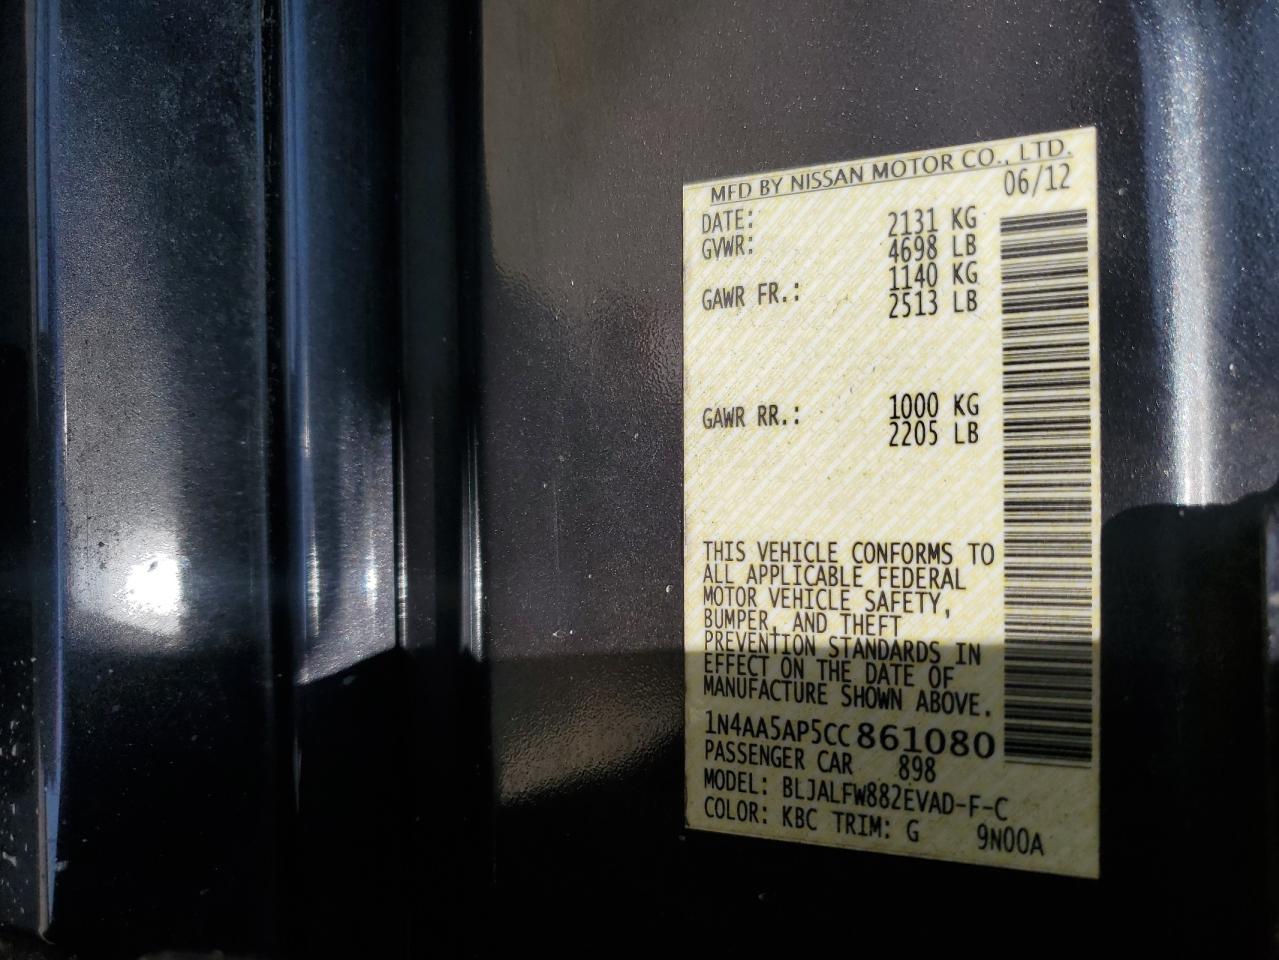 MFD BY NISSAN MOTOR CO., LTD.
DATE: 06/12
GVWR: 2131 KG
4698 LB
GAWR FR.: 1140 KG
2513 LB
GAWR RR.: 1000 KG
2205 LB
THIS VEHICLE CONFORMS TO
ALL APPLICABLE FEDERAL
MOTOR VEHICLE SAFETY,
BUMPER, AND THEFT
PREVENTION STANDARDS IN
EFFECT ON THE DATE OF
MANUFACTURE SHOWN ABOVE.
1N4AA5AP5CC861080
PASSENGER CAR 898
MODEL: BLJALFW882EVAD-F-C
COLOR: KBC TRIM: G 9N00A